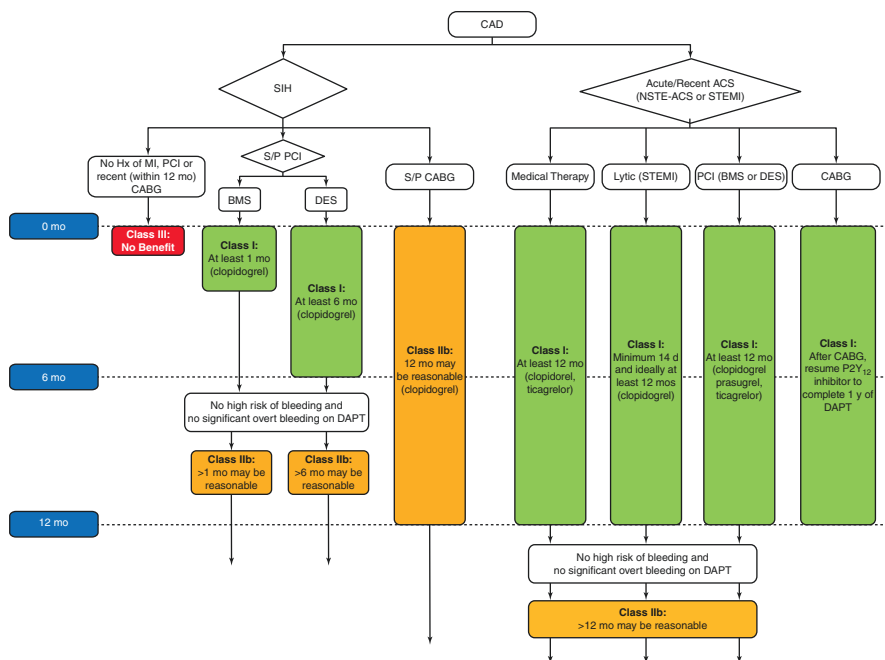 CAD
SIH
Acute/Recent ACS
(NSTE-ACS or STEMI)
No Hx of MI, PCI or
recent (within 12 mo)
CABG
S/P PCI
BMS
DES
S/P CABG
Medical Therapy
Lytic (STEMI)
PCI (BMS or DES)
CABG
0 mo
Class III:
No Benefit
Class I:
At least 1 mo
(clopidogrel)
Class I:
At least 6 mo
(clopidogrel)
Class IIb:
12 mo may
be reasonable
(clopidogrel)
Class I:
At least 12 mo
(clopidorel,
ticagrelor)
Class I:
Minimum 14 d
and ideally at
least 12 mos
(clopidogrel)
Class I:
At least 12 mo
(clopidogrel
prasugrel,
ticagrelor)
Class I:
After CABG,
resume P2Y12
inhibitor to
complete 1 y of
DAPT
6 mo
No high risk of bleeding and
no significant overt bleeding on DAPT
Class IIb:
>1 mo may be
reasonable
Class IIb:
>6 mo may be
reasonable
12 mo
No high risk of bleeding and
no significant overt bleeding on DAPT
Class IIb:
>12 mo may be reasonable